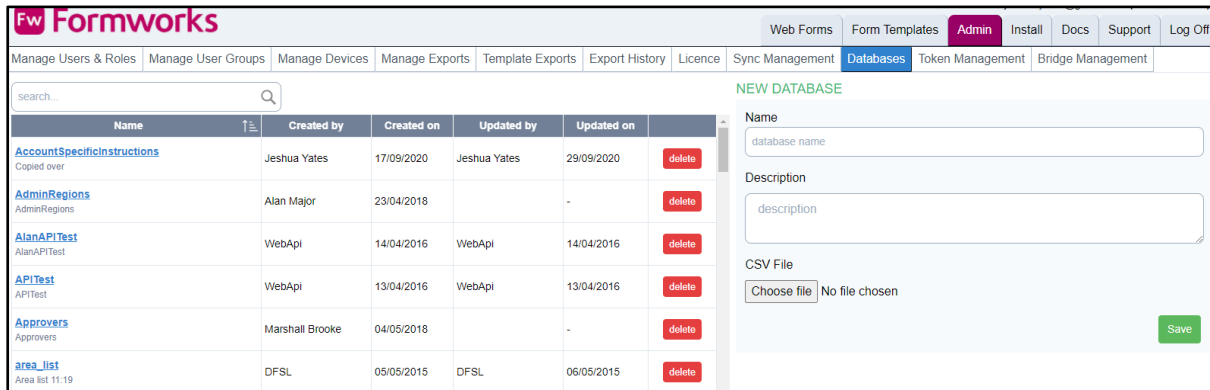 Fw Formworks
Web Forms Form Templates Admin Install Docs Support Log Off
Manage Users & Roles Manage User Groups Manage Devices Manage Exports Template Exports Export History Licence Sync Management Databases Token Management Bridge Management
search...
Name Created by Created on Updated by Updated on
AccountSpecificInstructions
Copied over
Jeshua Yates 17/09/2020 Jeshua Yates 29/09/2020 delete
AdminRegions
AdminRegions
Alan Major 23/04/2018 - delete
AlanAPITest
AlanAPITest
WebApi 14/04/2016 WebApi 14/04/2016 delete
APITest
APITest
WebApi 13/04/2016 WebApi 13/04/2016 delete
Approvers
Approvers
Marshall Brooke 04/05/2018 - delete
area_list
Area list 11:19
DFSL 05/05/2015 DFSL 06/05/2015 delete
NEW DATABASE
Name
database name
Description
description
CSV File
Choose file No file chosen
Save